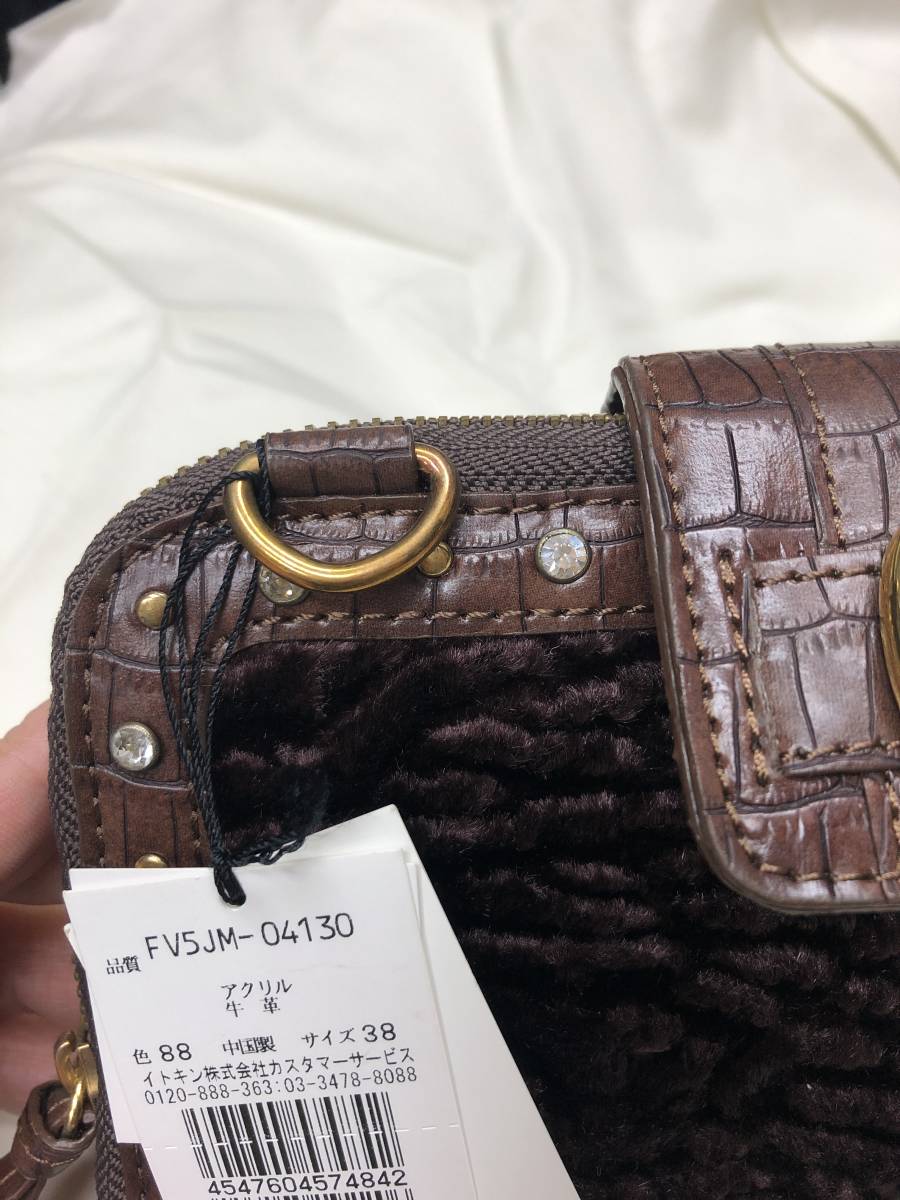 品質 FV5JM-04130
アクリル
牛革
色 88 中国製 サイズ 38
イトキン株式会社カスタマーサービス
0120-888-363:03-3478-8088
4547604574842